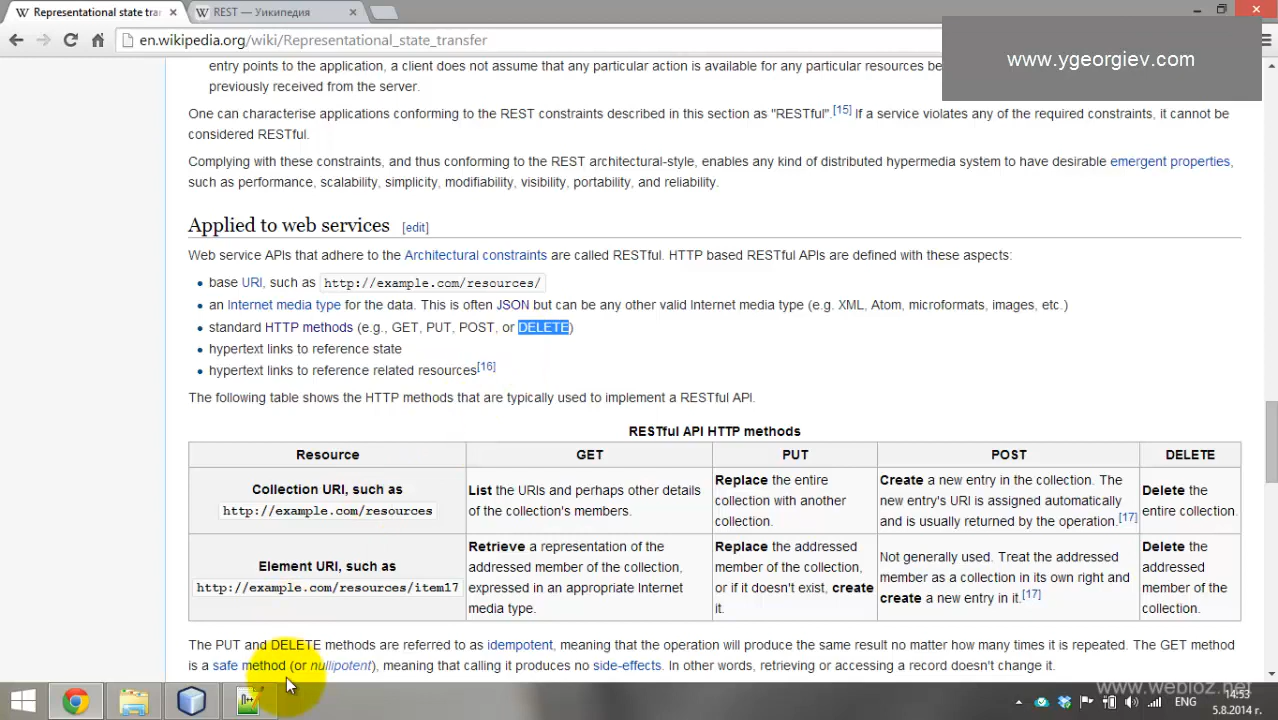 Representational state tra
REST — Уикипедия
en.wikipedia.org/wiki/Representational_state_transfer
www.ygeorgiev.com
entry points to the application, a client does not assume that any particular action is available for any particular resources be
previously received from the server.
One can characterise applications conforming to the REST constraints described in this section as "RESTful".[15] If a service violates any of the required constraints, it cannot be
considered RESTful.
Complying with these constraints, and thus conforming to the REST architectural-style, enables any kind of distributed hypermedia system to have desirable emergent properties,
such as performance, scalability, simplicity, modifiability, visibility, portability, and reliability.
Applied to web services [edit]
Web service APIs that adhere to the Architectural constraints are called RESTful. HTTP based RESTful APIs are defined with these aspects:
• base URI, such as http://example.com/resources/
• an Internet media type for the data. This is often JSON but can be any other valid Internet media type (e.g. XML, Atom, microformats, images, etc.)
• standard HTTP methods (e.g., GET, PUT, POST, or DELETE)
• hypertext links to reference state
• hypertext links to reference related resources[16]
The following table shows the HTTP methods that are typically used to implement a RESTful API.
RESTful API HTTP methods
Resource GET PUT POST DELETE
Collection URI, such as
http://example.com/resources
List the URIs and perhaps other details
of the collection's members.
Replace the entire
collection with another
collection.
Create a new entry in the collection. The
new entry's URI is assigned automatically
and is usually returned by the operation.[17]
Delete the
entire collection.
Element URI, such as
http://example.com/resources/item17
Retrieve a representation of the
addressed member of the collection,
expressed in an appropriate Internet
media type.
Replace the addressed
member of the collection,
or if it doesn't exist, create
it.
Not generally used. Treat the addressed
member as a collection in its own right and
create a new entry in it.[17]
Delete the
addressed
member of the
collection.
The PUT and DELETE methods are referred to as idempotent, meaning that the operation will produce the same result no matter how many times it is repeated. The GET method
is a safe method (or nullipotent), meaning that calling it produces no side-effects. In other words, retrieving or accessing a record doesn't change it.
www.webloz.net
ENG
14:53
5.8.2014 г.